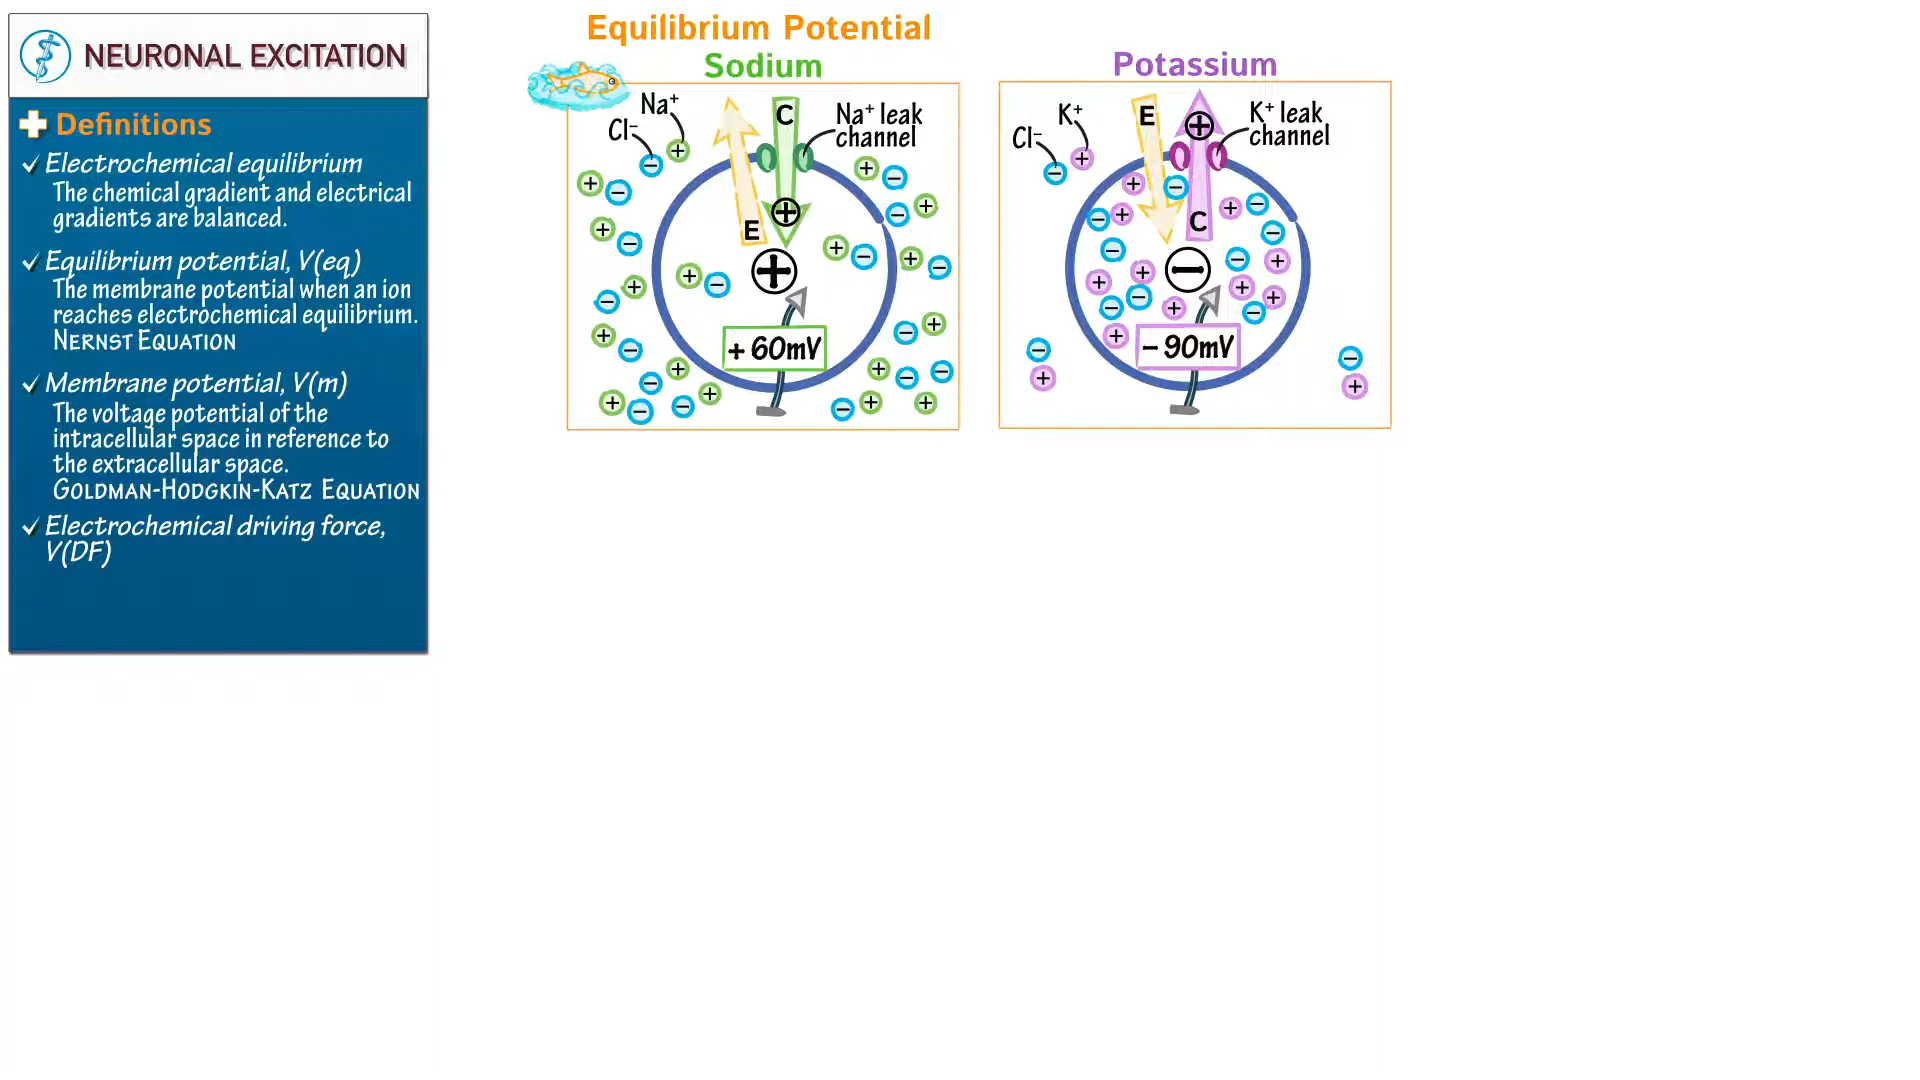 NEURONAL EXCITATION
Definitions
Electrochemical equilibrium
The chemical gradient and electrical
gradients are balanced.
Equilibrium potential, V(eq)
The membrane potential when an ion
reaches electrochemical equilibrium.
NERNST EQUATION
Membrane potential, V(m)
The voltage potential of the
intracellular space in reference to
the extracellular space.
GOLDMAN-HODGKIN-KATZ EQUATION
Electrochemical driving force,
V(DF)
Equilibrium Potential
Sodium
Na⁺
Cl⁻
C
Na⁺ leak
channel
E
+ 60mV
Potassium
K⁺
Cl⁻
E
K⁺ leak
channel
C
− 90mV